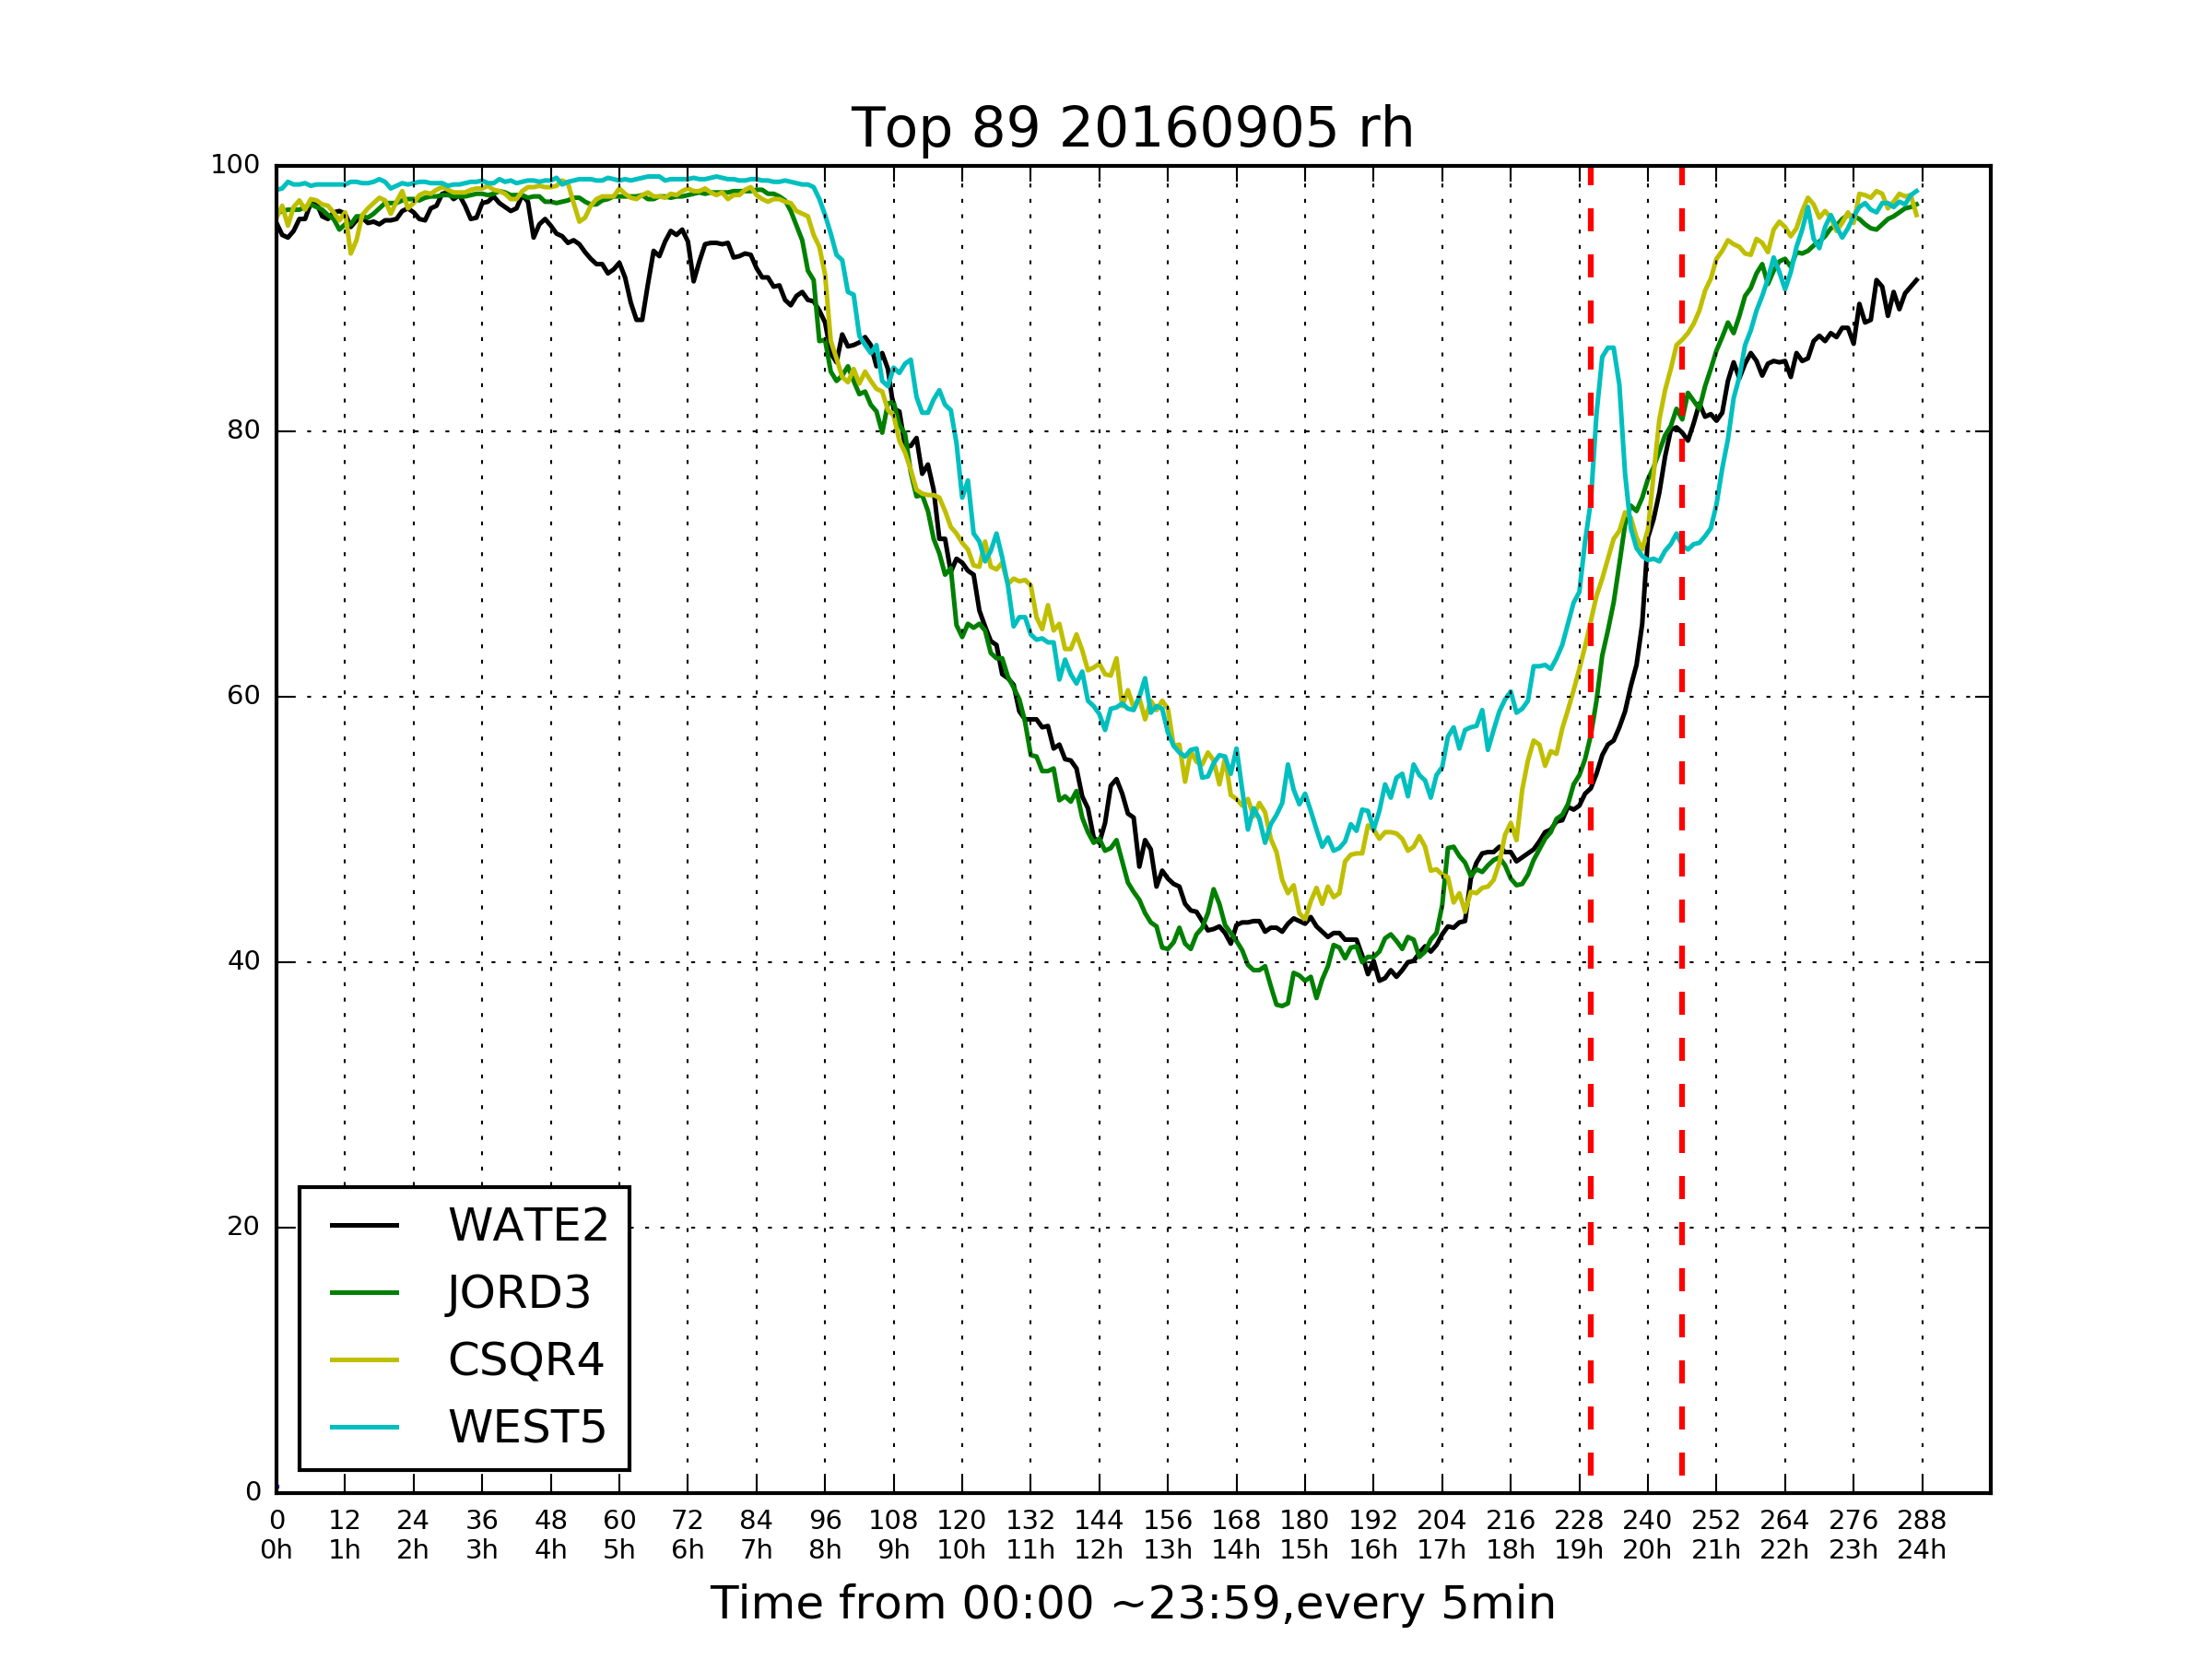 Top 89 20160905 rh
100
80
60
40
20
0
WATE2
JORD3
CSQR4
WEST5
0 12 24 36 48 60 72 84 96 108 120 132 144 156 168 180 192 204 216 228 240 252 264 276 288
0h 1h 2h 3h 4h 5h 6h 7h 8h 9h 10h 11h 12h 13h 14h 15h 16h 17h 18h 19h 20h 21h 22h 23h 24h
Time from 00:00 ~23:59,every 5min